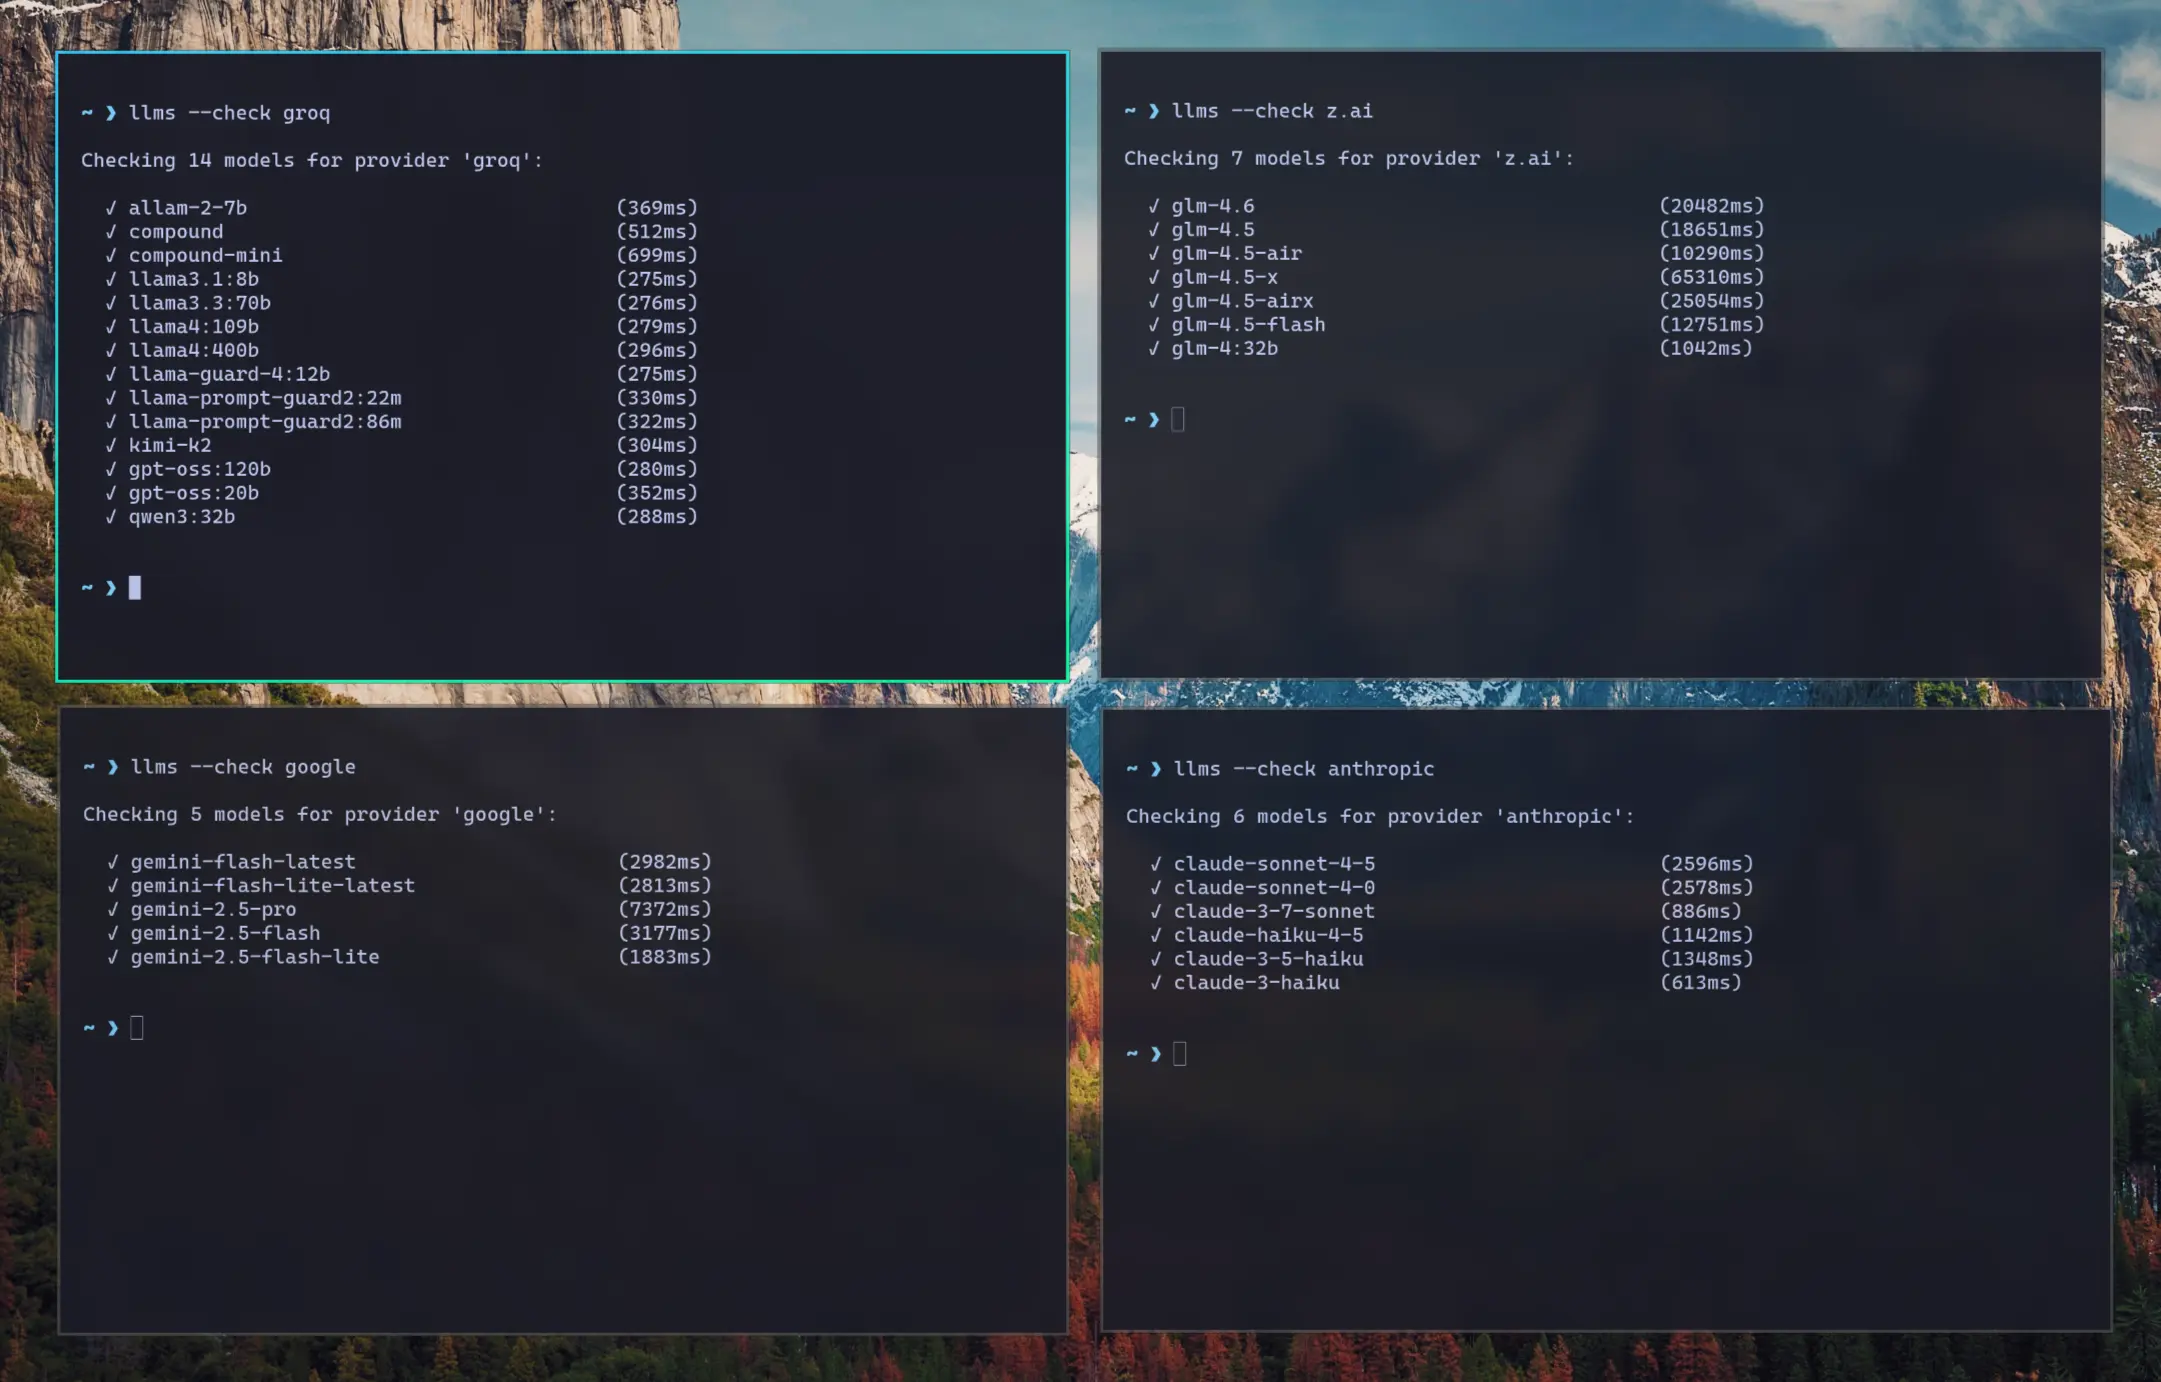 ~ ❯ llms --check groq
Checking 14 models for provider 'groq':
✓ allam-2-7b (369ms)
✓ compound (512ms)
✓ compound-mini (699ms)
✓ llama3.1:8b (275ms)
✓ llama3.3:70b (276ms)
✓ llama4:109b (279ms)
✓ llama4:400b (296ms)
✓ llama-guard-4:12b (275ms)
✓ llama-prompt-guard2:22m (330ms)
✓ llama-prompt-guard2:86m (322ms)
✓ kimi-k2 (304ms)
✓ gpt-oss:120b (280ms)
✓ gpt-oss:20b (352ms)
✓ qwen3:32b (288ms)
~ ❯
~ ❯ llms --check z.ai
Checking 7 models for provider 'z.ai':
✓ glm-4.6 (20482ms)
✓ glm-4.5 (18651ms)
✓ glm-4.5-air (10290ms)
✓ glm-4.5-x (65310ms)
✓ glm-4.5-airx (25054ms)
✓ glm-4.5-flash (12751ms)
✓ glm-4:32b (1042ms)
~ ❯
~ ❯ llms --check google
Checking 5 models for provider 'google':
✓ gemini-flash-latest (2982ms)
✓ gemini-flash-lite-latest (2813ms)
✓ gemini-2.5-pro (7372ms)
✓ gemini-2.5-flash (3177ms)
✓ gemini-2.5-flash-lite (1883ms)
~ ❯
~ ❯ llms --check anthropic
Checking 6 models for provider 'anthropic':
✓ claude-sonnet-4-5 (2596ms)
✓ claude-sonnet-4-0 (2578ms)
✓ claude-3-7-sonnet (886ms)
✓ claude-haiku-4-5 (1142ms)
✓ claude-3-5-haiku (1348ms)
✓ claude-3-haiku (613ms)
~ ❯